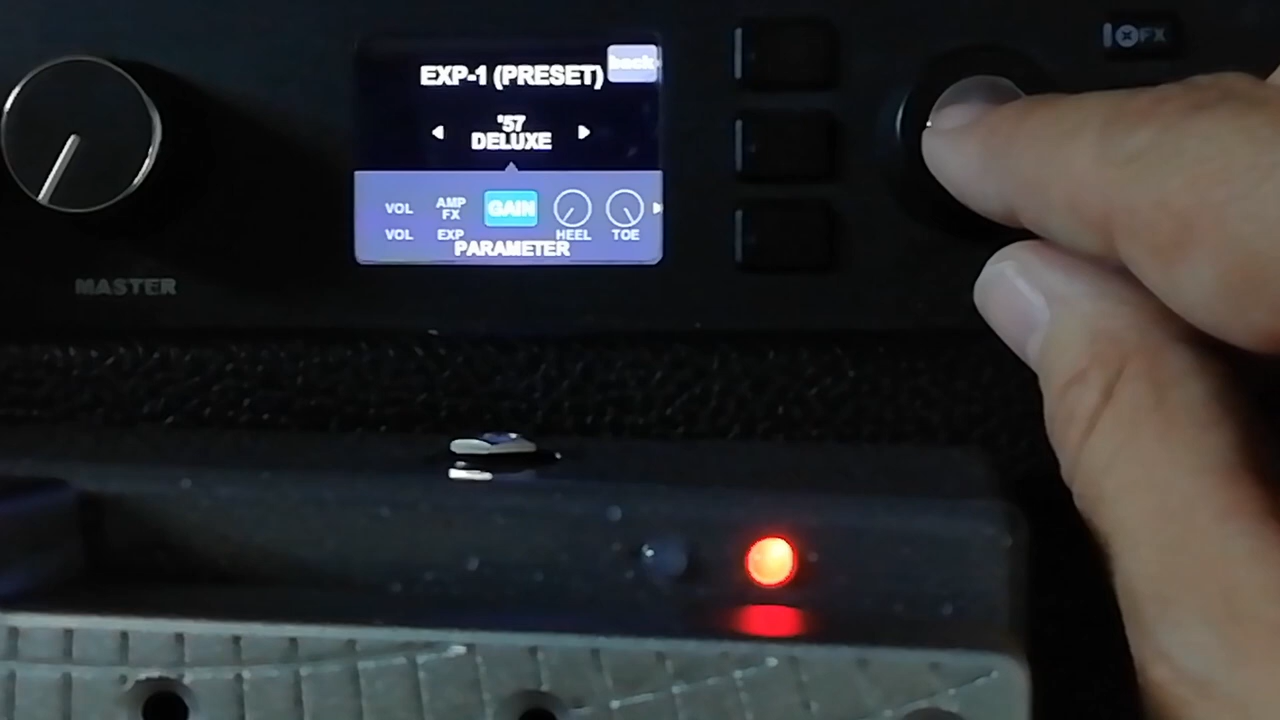 EXP-1 (PRESET) back
'57
DELUXE
VOL AMP FX GAIN
VOL EXP HEEL TOE
PARAMETER
MASTER
FX